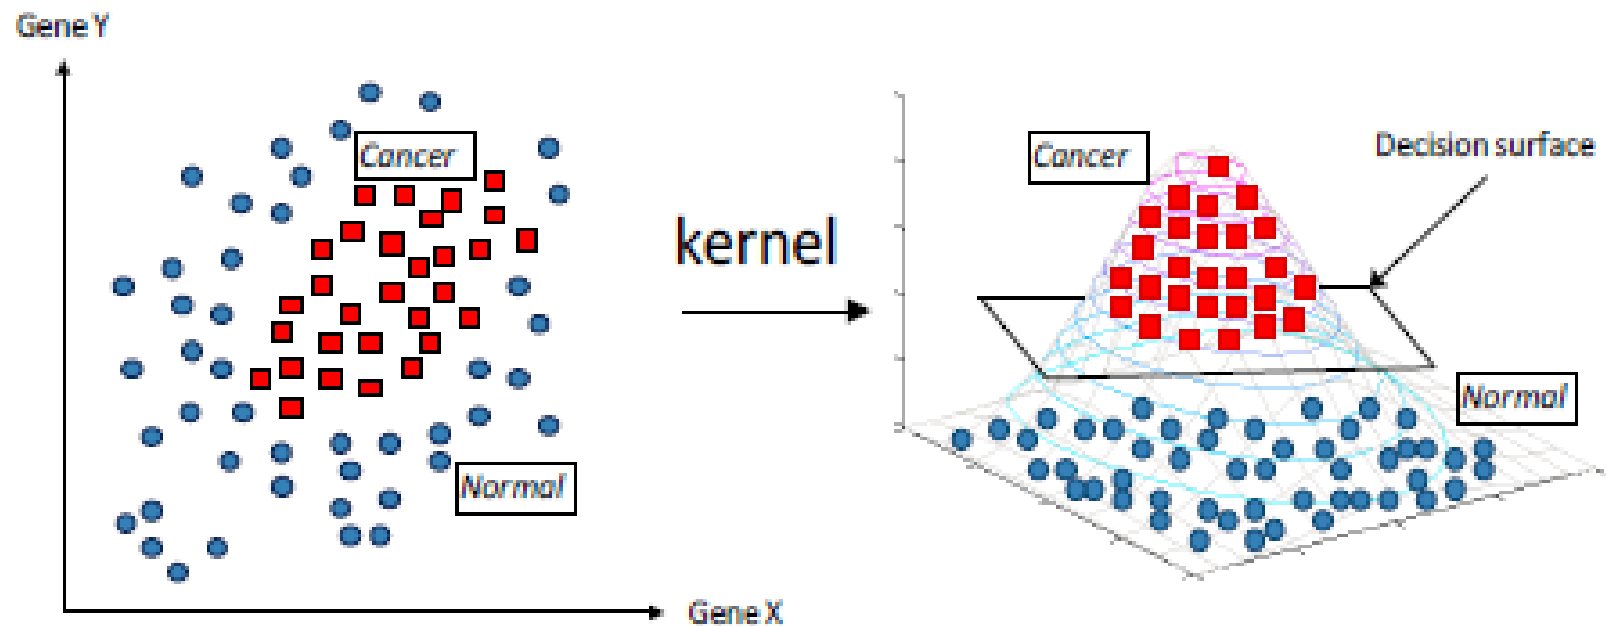 Gene Y
Cancer
Normal
Gene X
kernel
Cancer
Decision surface
Normal